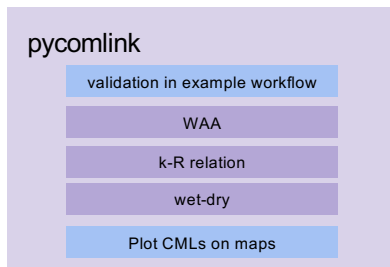 pycomlink
validation in example workflow
WAA
k-R relation
wet-dry
Plot CMLs on maps